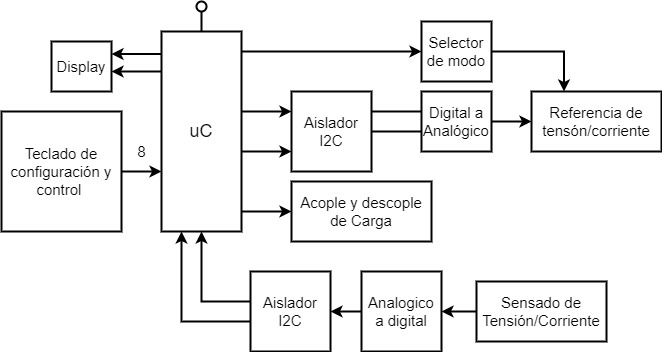 Display
uC
Selector
de modo
Teclado de
configuración y
control
8
Aislador
I2C
Digital a
Analógico
Referencia de
tensón/corriente
Acople y descople
de Carga
Aislador
I2C
Analogico
a digital
Sensado de
Tensión/Corriente